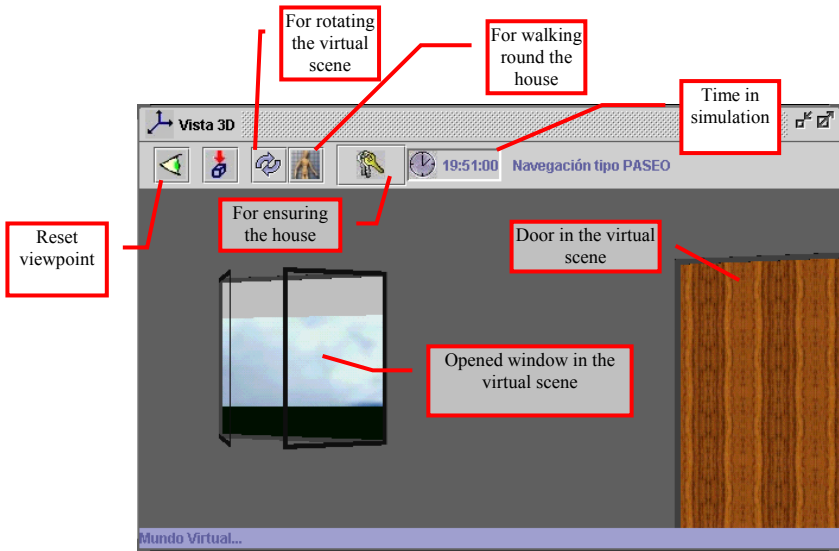 For rotating
the virtual
scene
For walking
round the
house
Time in
simulation
Vista 3D
19:51:00
Navegación tipo PASEO
For ensuring
the house
Reset
viewpoint
Door in the virtual
scene
Opened window in the
virtual scene
Mundo Virtual...